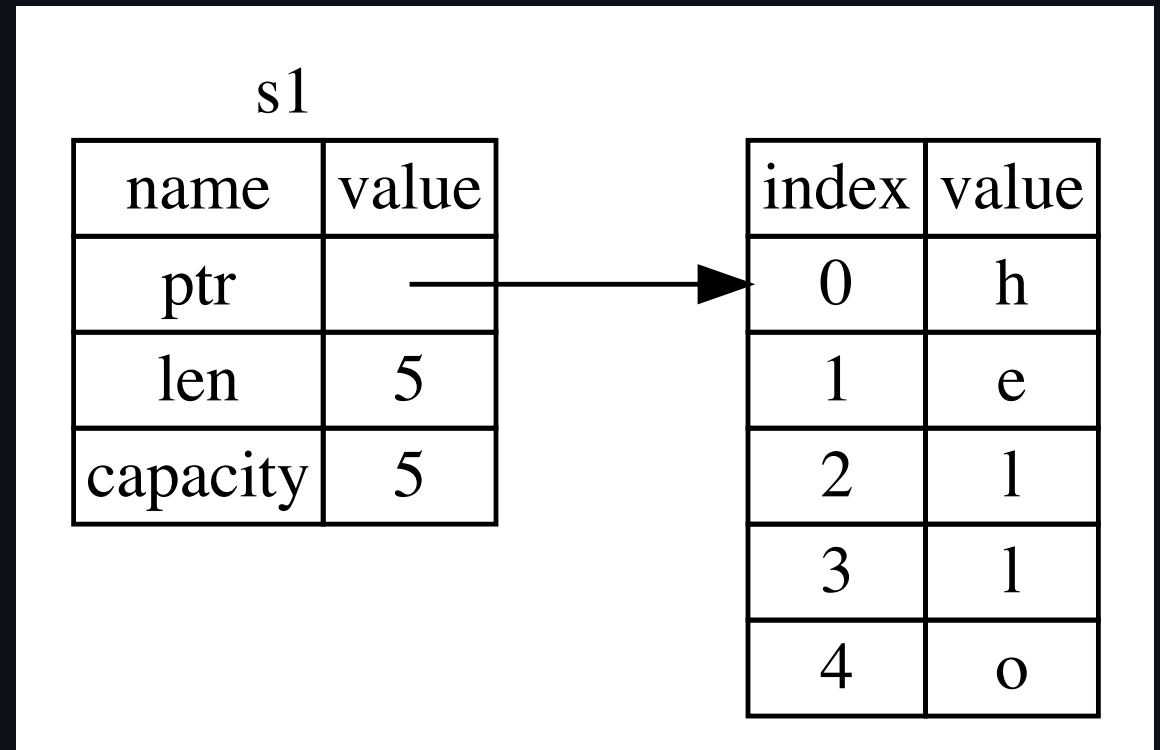 s1
name value
ptr
len 5
capacity 5
index value
0 h
1 e
2 l
3 l
4 o